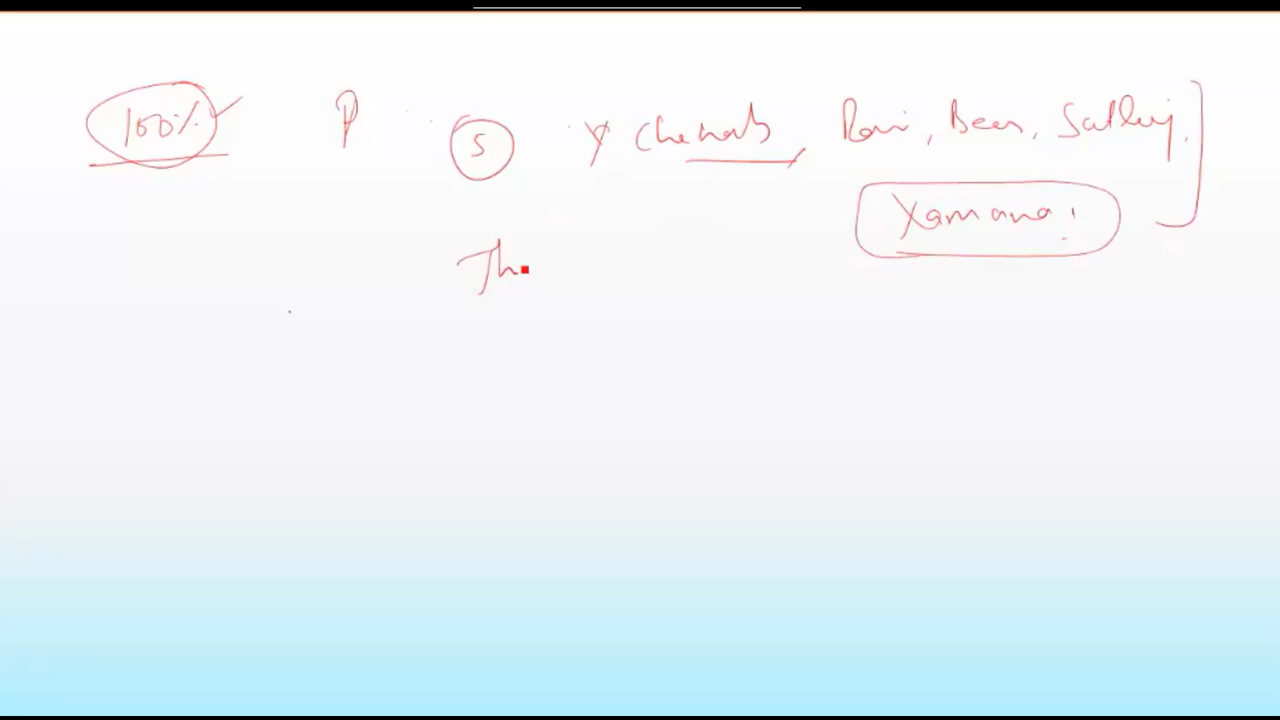 100% P 5 Y Chenab, Ravi, Beas, Satluj,
Yamuna
Th